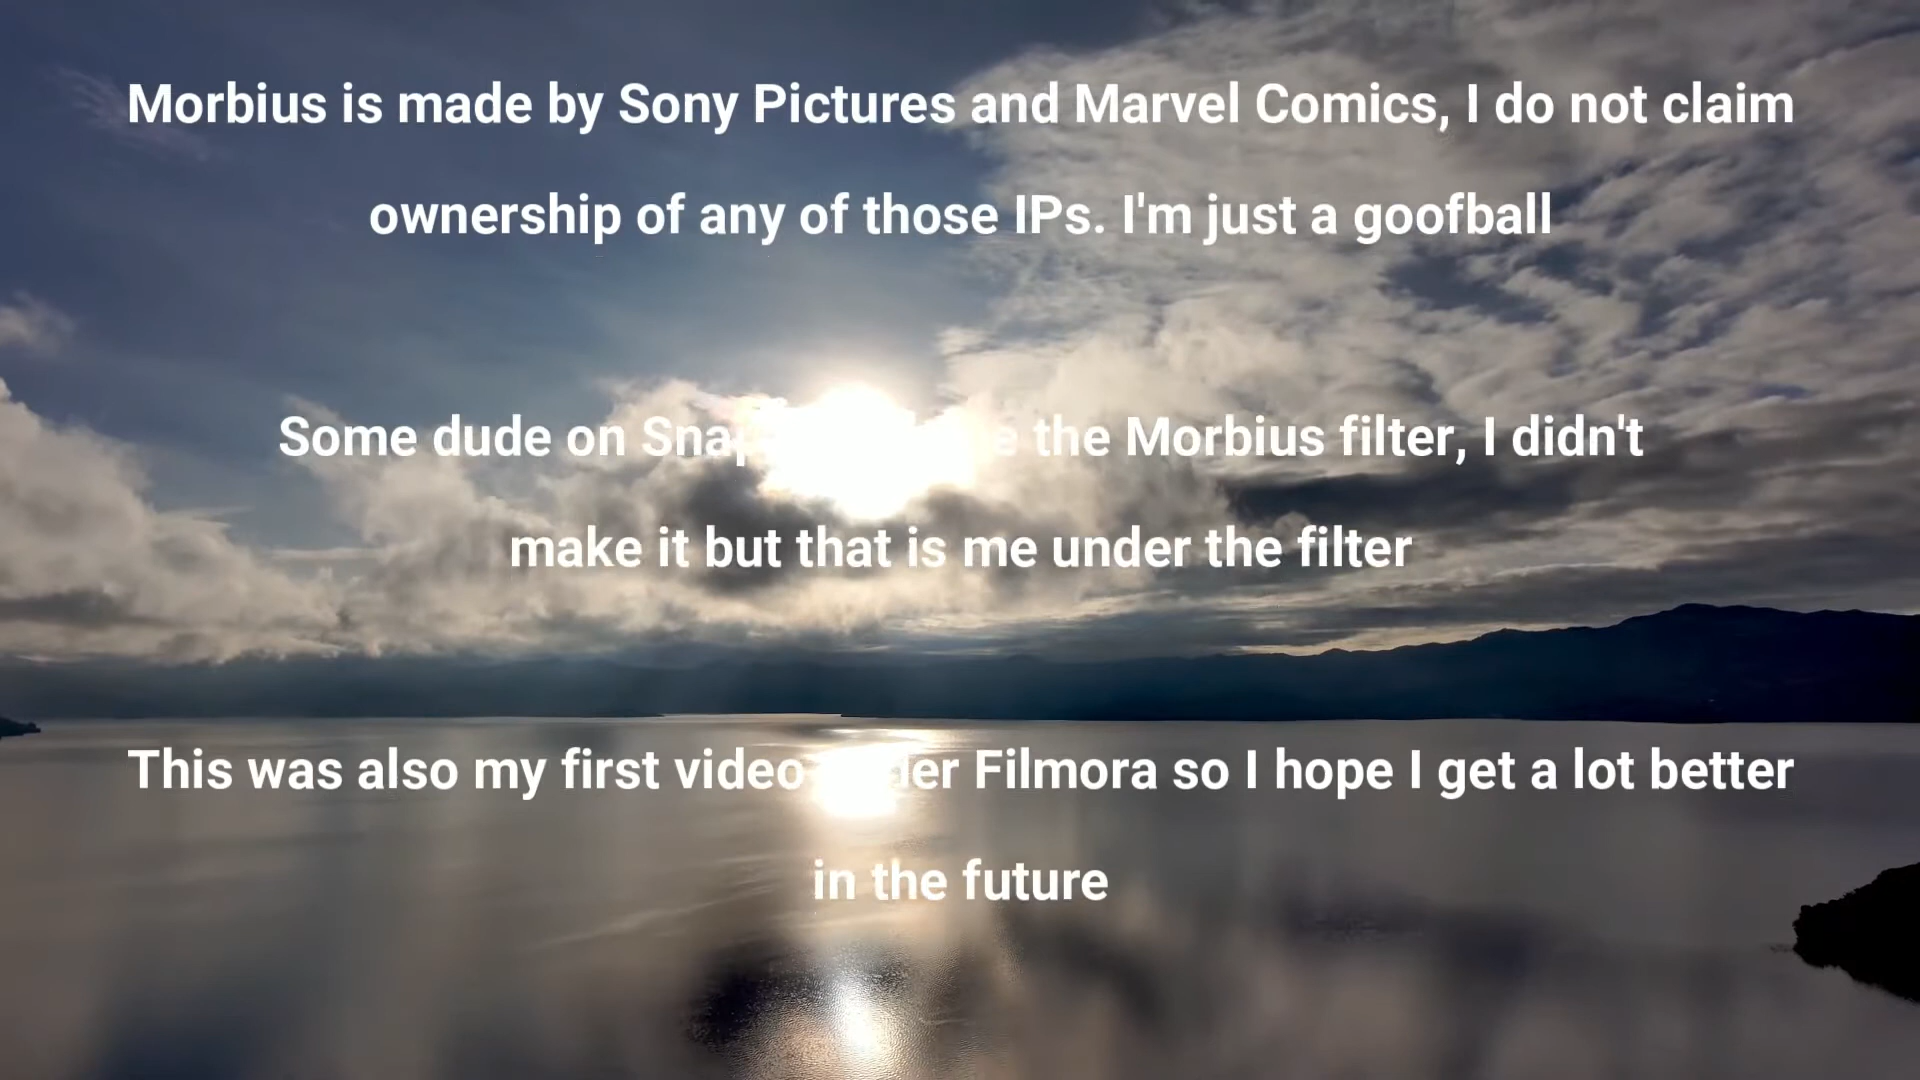 Morbius is made by Sony Pictures and Marvel Comics, I do not claim
ownership of any of those IPs. I'm just a goofball
Some dude on the Morbius filter, I didn't
make it but that is me under the filter
This was also my first video Filmora so I hope I get a lot better
in the future